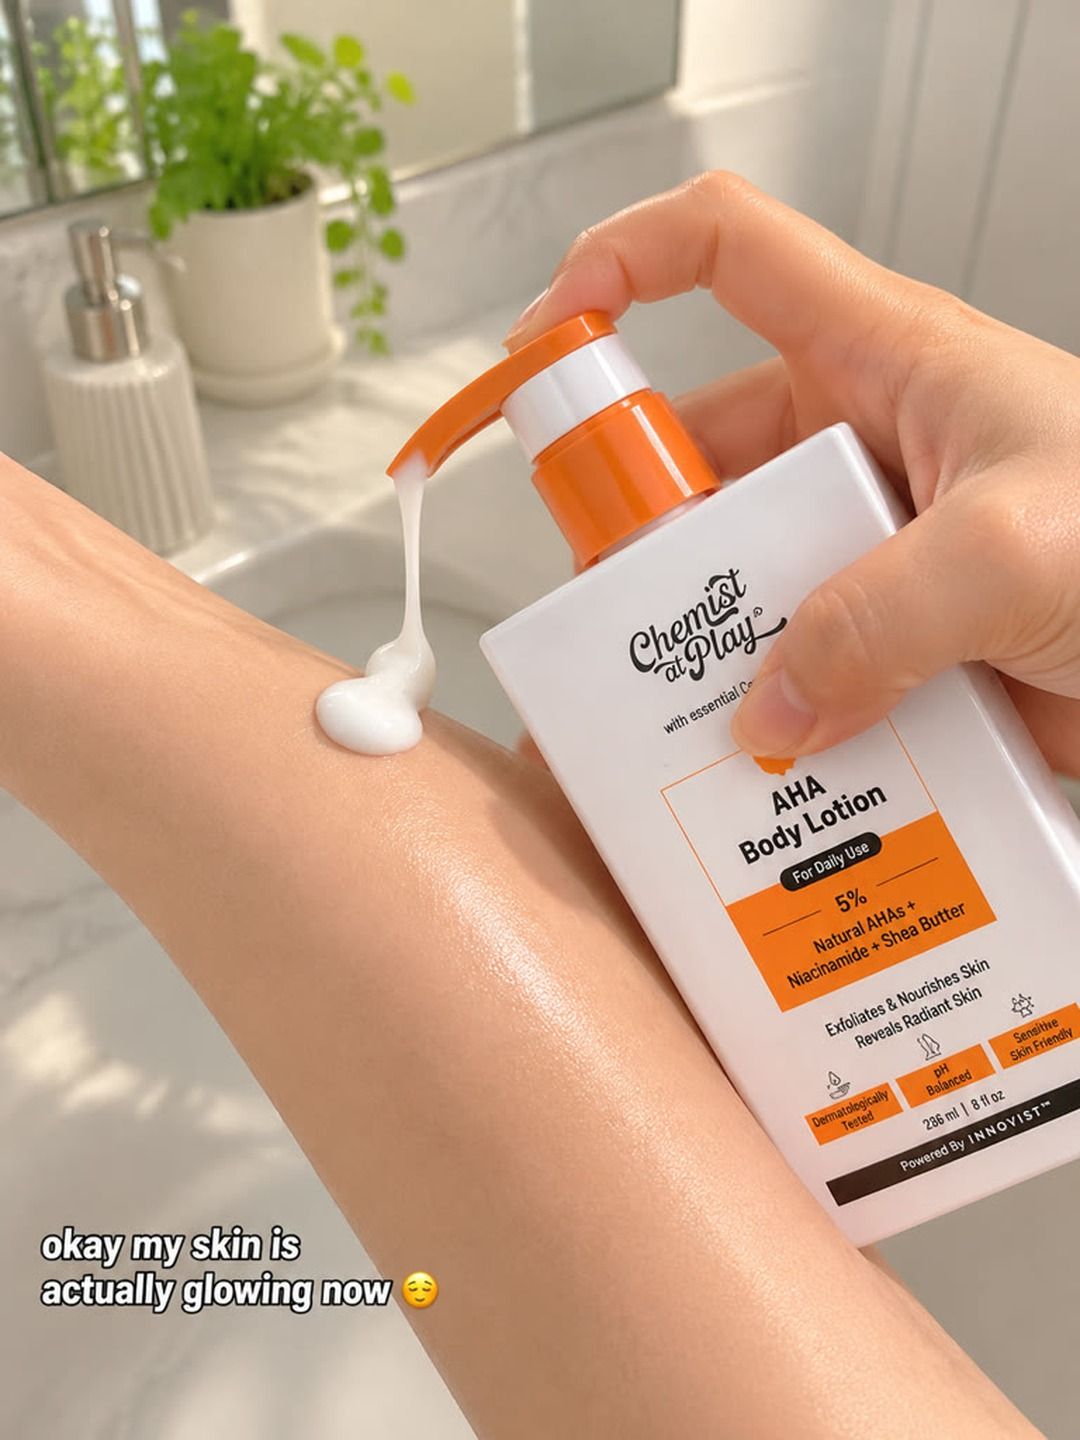 Chemist
at Play
with essential
AHA
Body Lotion
For Daily Use
5%
Natural AHAs +
Niacinamide + Shea Butter
Exfoliates & Nourishes Skin
Reveals Radiant Skin
Dermatologically
Tested
pH
Balanced
Sensitive
Skin Friendly
286 ml | 8 fl oz
Powered By INNOVIST™
okay my skin is
actually glowing now 😌